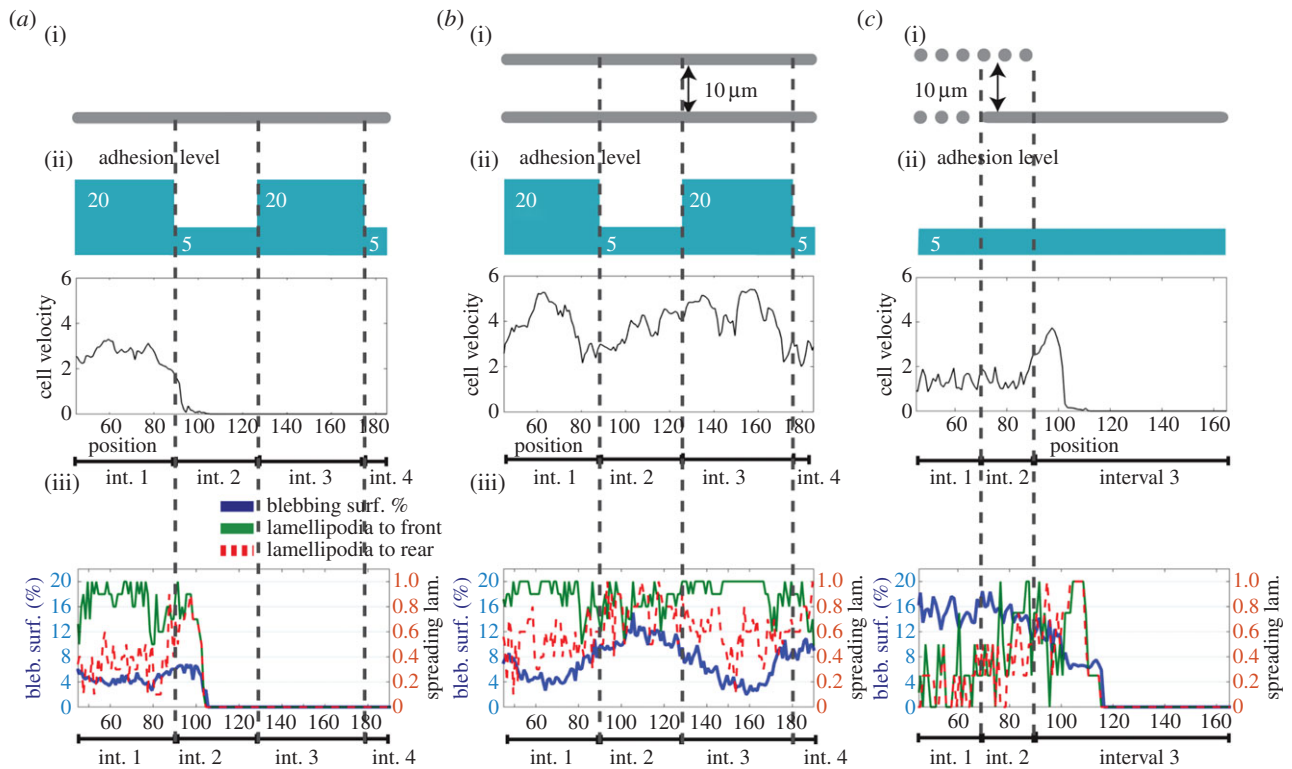 (a)
(i)
(ii)
adhesion level
20
5
20
5
6
4
2
0
cell velocity
60 80 100 120 140 160 180
position
int. 1 int. 2 int. 3 int. 4
(iii)
blebbing surf. %
lamellipodia to front
lamellipodia to rear
20
16
12
8
4
0
bleb. surf. (%)
1.0
0.8
0.6
0.4
0.2
0
spreading lam.
60 80 100 120 140 160 180
int. 1 int. 2 int. 3 int. 4
(b)
(i)
10 µm
(ii)
adhesion level
20
5
20
5
6
4
2
0
cell velocity
60 80 100 120 140 160 180
position
int. 1 int. 2 int. 3 int. 4
(iii)
20
16
12
8
4
0
bleb. surf. (%)
1.0
0.8
0.6
0.4
0.2
0
spreading lam.
60 80 100 120 140 160 180
int. 1 int. 2 int. 3 int. 4
(c)
(i)
10 µm
(ii)
adhesion level
5
6
4
2
0
cell velocity
60 80 100 120 140 160
position
int. 1 int. 2 interval 3
20
16
12
8
4
0
bleb. surf. (%)
1.0
0.8
0.6
0.4
0.2
0
spreading lam.
60 80 100 120 140 160
int. 1 int. 2 interval 3